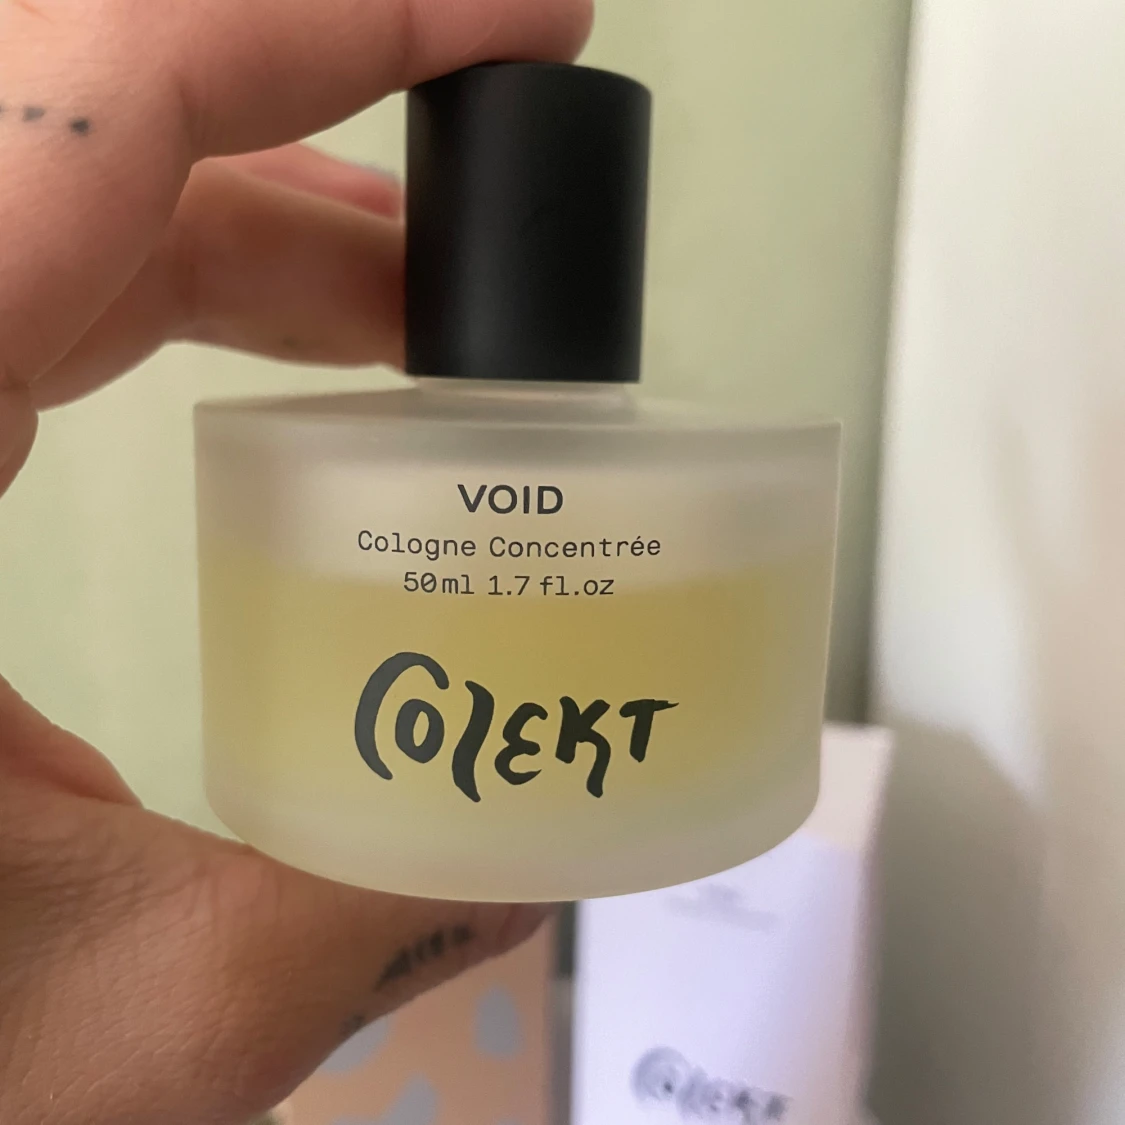 VOID
Cologne Concentrée
50ml 1.7 fl.oz
COLEKT
COLEKT